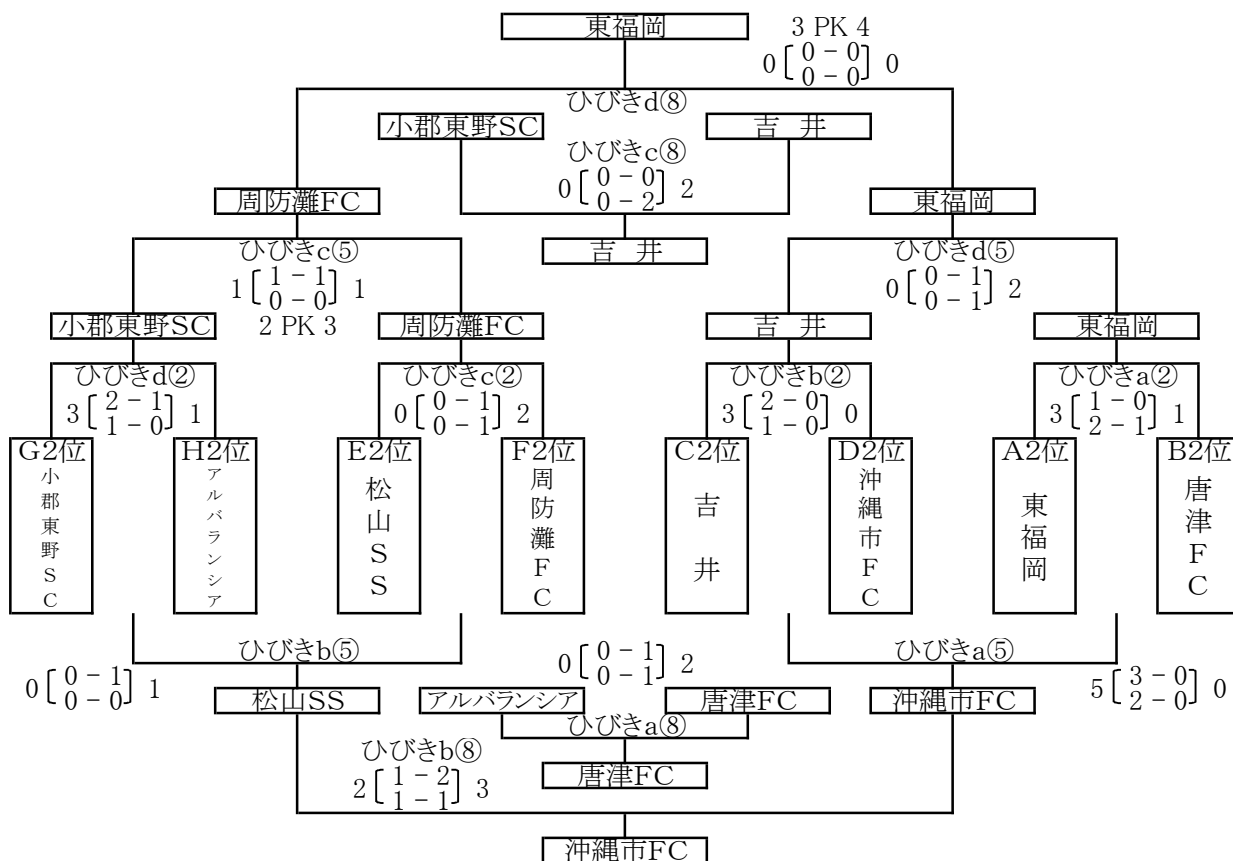 東福岡
3 PK 4
0 [ 0 - 0 ] 0
0 - 0
ひびきd⑧
小郡東野SC
吉 井
ひびきc⑧
0 [ 0 - 0 ] 2
0 - 2
周防灘FC
東福岡
吉 井
ひびきc⑤
1 [ 1 - 1 ] 1
0 - 0
2 PK 3
ひびきd⑤
0 [ 0 - 1 ] 2
0 - 1
小郡東野SC
周防灘FC
吉 井
東福岡
ひびきd②
3 [ 2 - 1 ] 1
1 - 0
ひびきc②
0 [ 0 - 1 ] 2
0 - 1
ひびきb②
3 [ 2 - 0 ] 0
1 - 0
ひびきa②
3 [ 1 - 0 ] 1
2 - 1
G2位
小郡東野SC
H2位
アルバランシア
E2位
松山SS
F2位
周防灘FC
C2位
吉井
D2位
沖縄市FC
A2位
東福岡
B2位
唐津FC
ひびきb⑤
0 [ 0 - 1 ] 1
0 - 0
0 [ 0 - 1 ] 2
0 - 1
ひびきa⑤
5 [ 3 - 0 ] 0
2 - 0
松山SS
アルバランシア
唐津FC
沖縄市FC
ひびきa⑧
ひびきb⑧
2 [ 1 - 2 ] 3
1 - 1
唐津FC
沖縄市FC